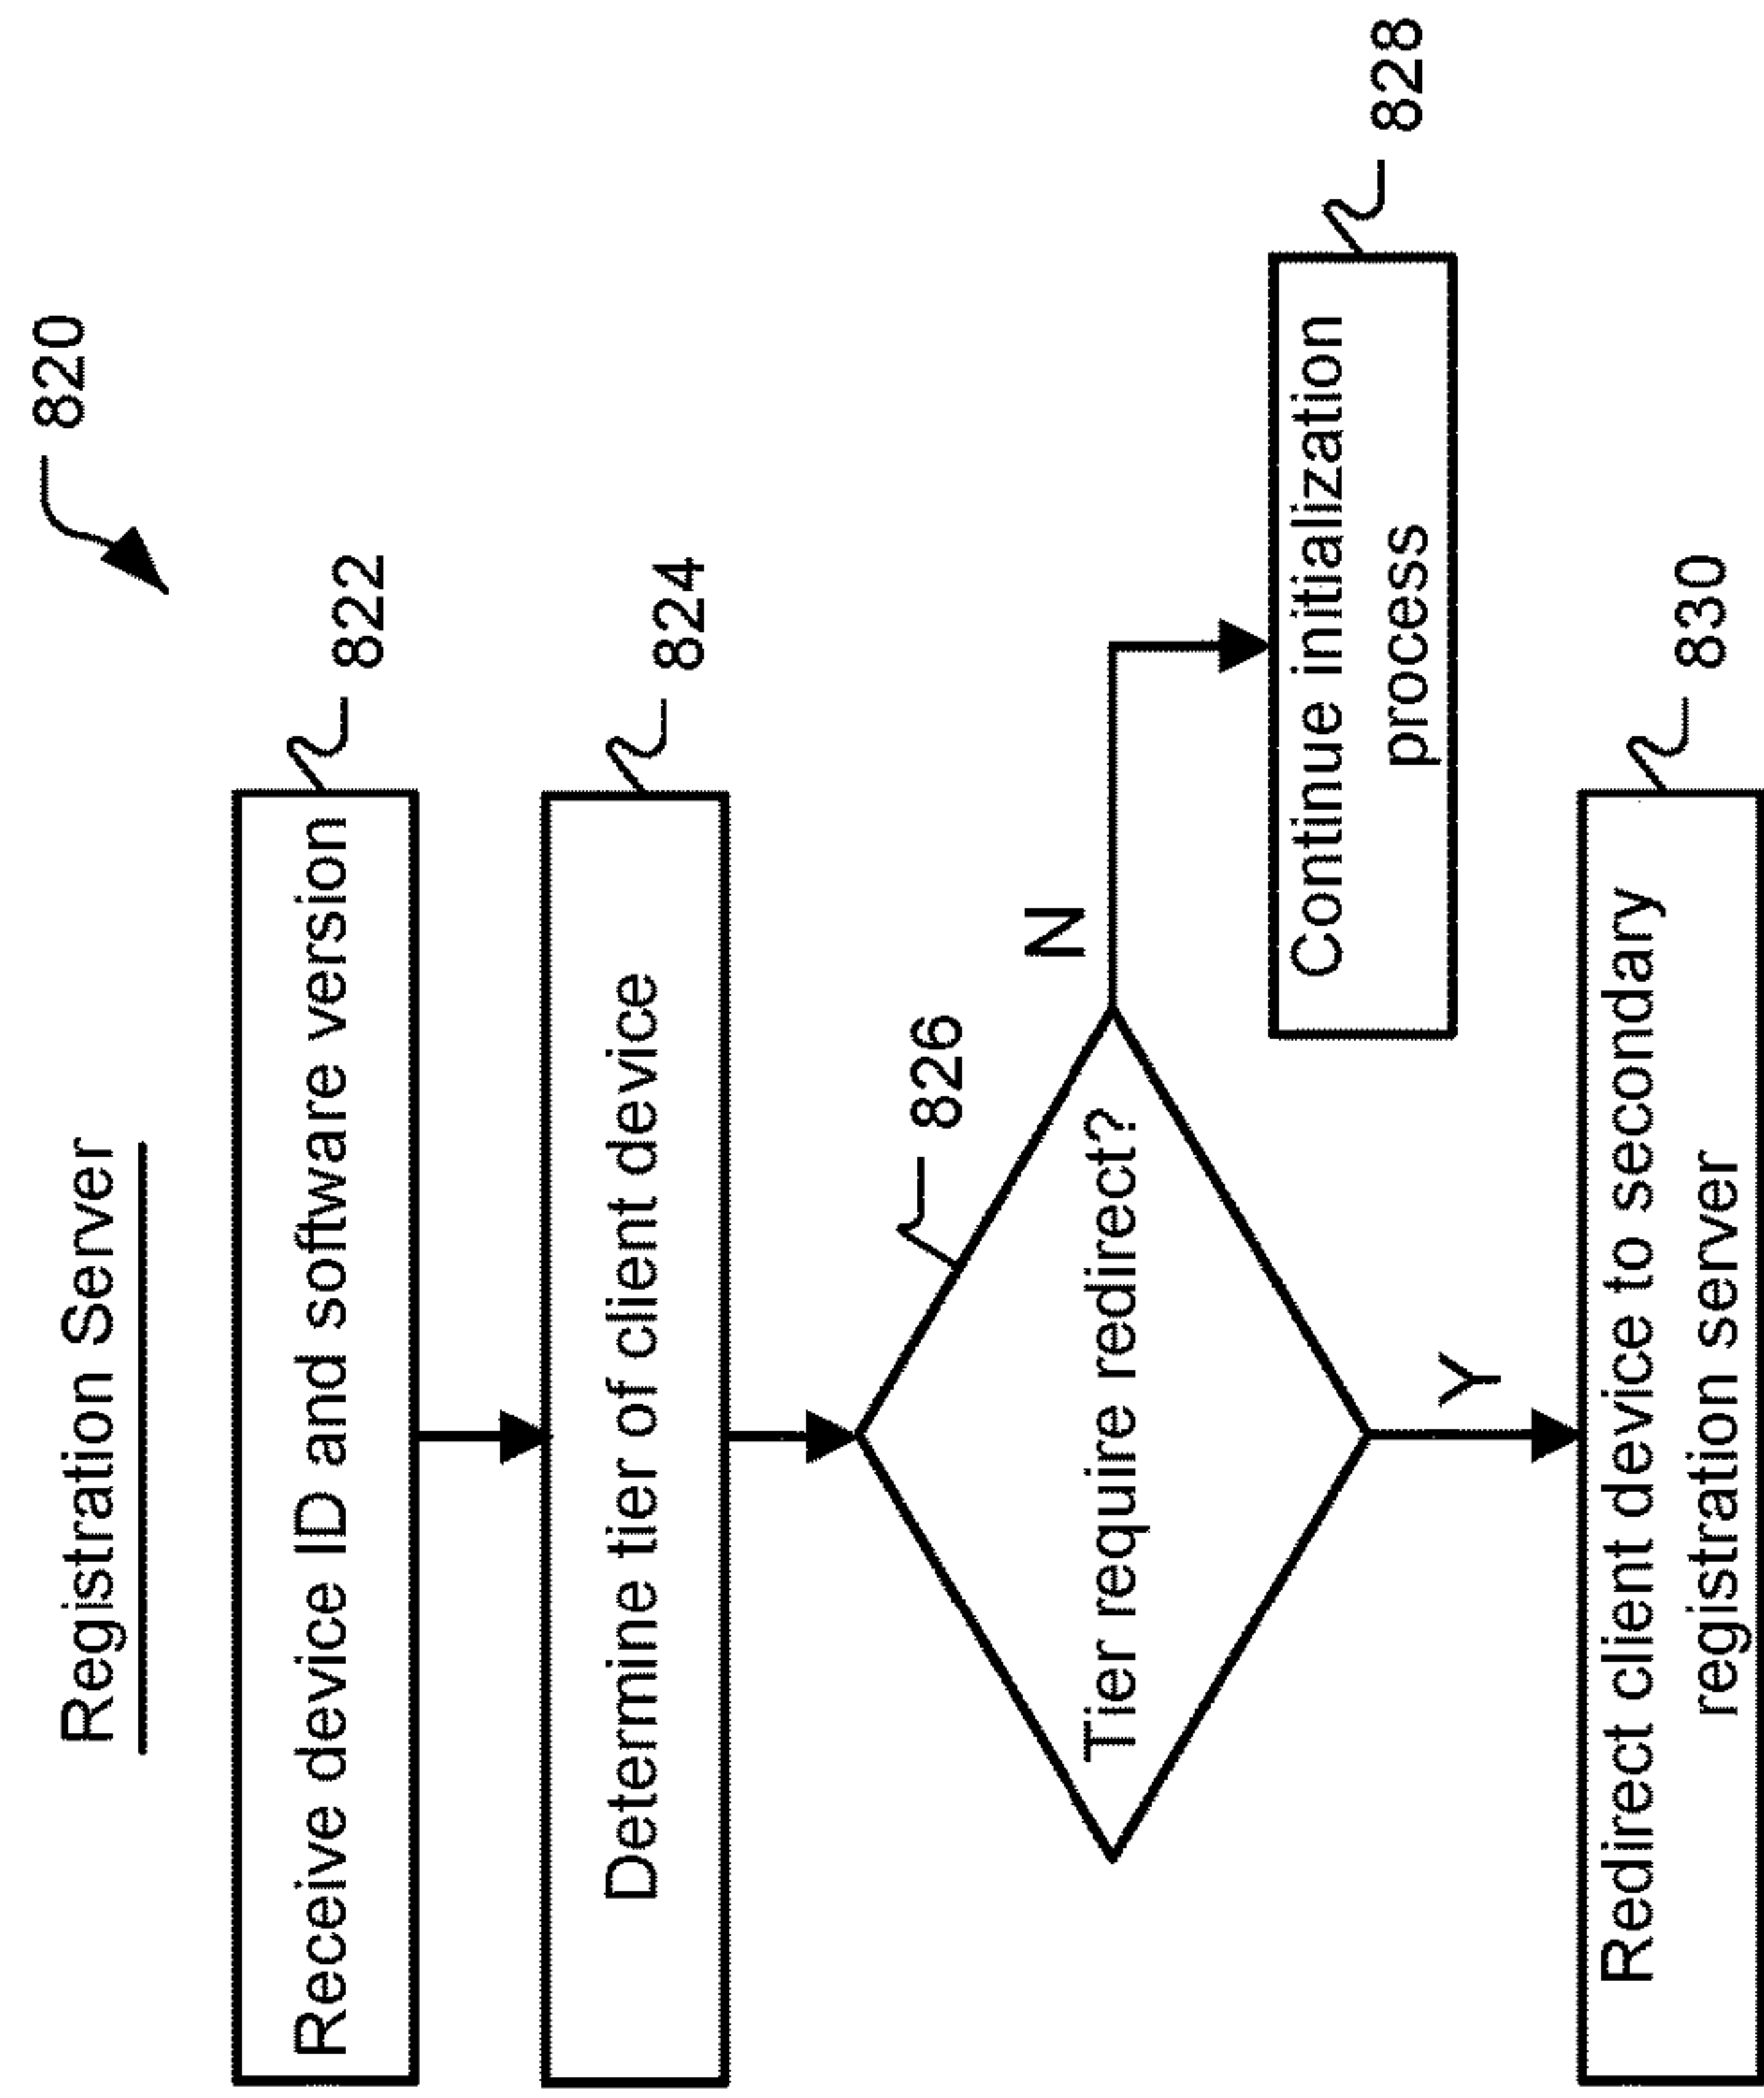 Registration Server
820
Receive device ID and software version
822
Determine tier of client device
824
826
Tier require redirect?
N
Continue initialization
process
828
Y
Redirect client device to secondary
registration server
830